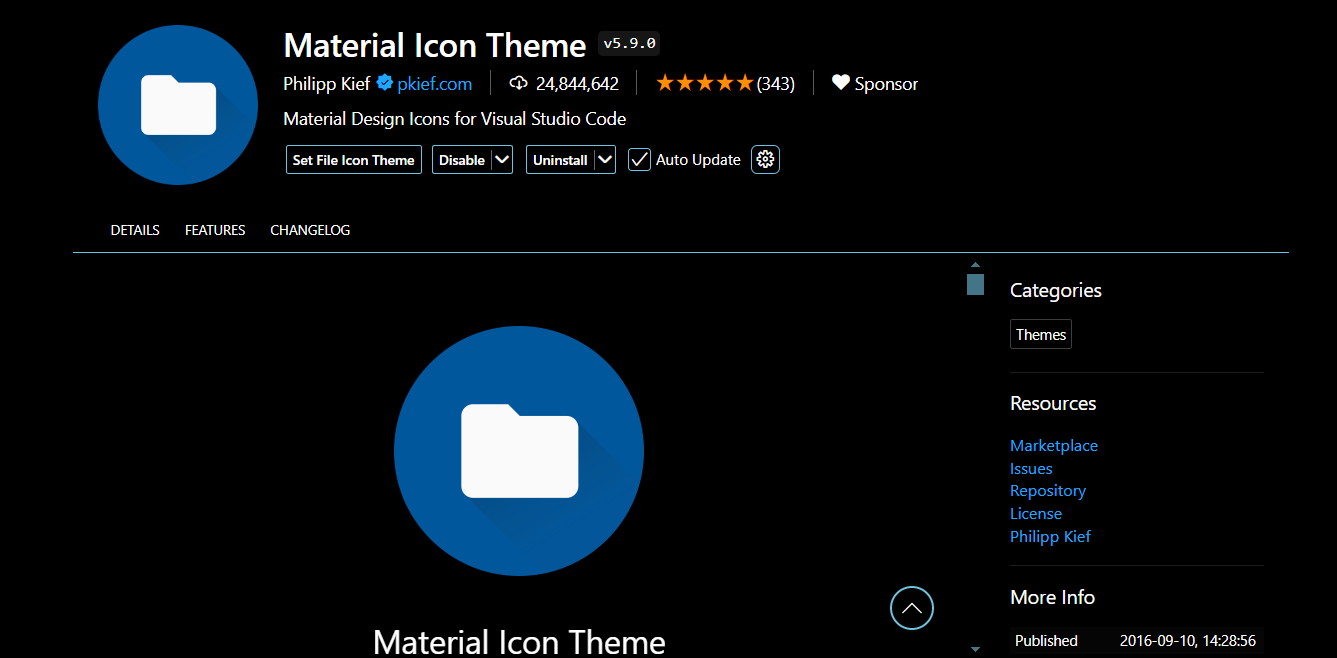 Material Icon Theme v5.9.0
Philipp Kief pkief.com 24,844,642 (343) Sponsor
Material Design Icons for Visual Studio Code
Set File Icon Theme Disable Uninstall Auto Update
DETAILS FEATURES CHANGELOG
Material Icon Theme
Categories
Themes
Resources
Marketplace
Issues
Repository
License
Philipp Kief
More Info
Published 2016-09-10, 14:28:56